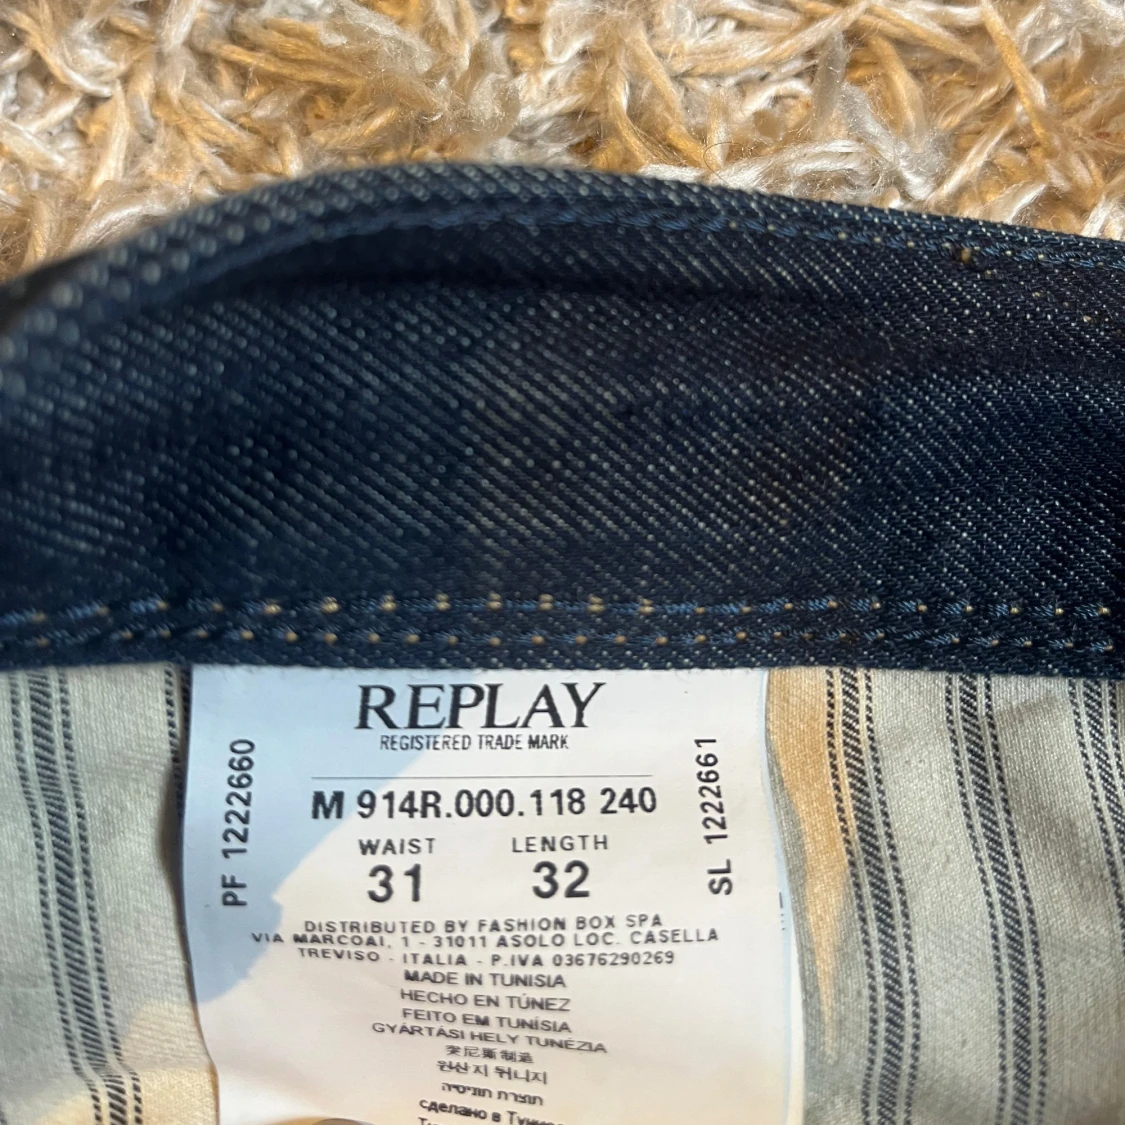 REPLAY
REGISTERED TRADE MARK
M 914R.000.118 240
WAIST LENGTH
31 32
PF 1222660
SL 1222661
DISTRIBUTED BY FASHION BOX SPA
VIA MARCOAI, 1 - 31011 ASOLO LOC. CASELLA
TREVISO - ITALIA - P.IVA 03676290269
MADE IN TUNISIA
HECHO EN TÚNEZ
FEITO EM TUNÍSIA
GYÁRTÁSI HELY TUNÉZIA
突尼斯制造
원산지 튀니지
תוצרת תוניסיה
сделано в